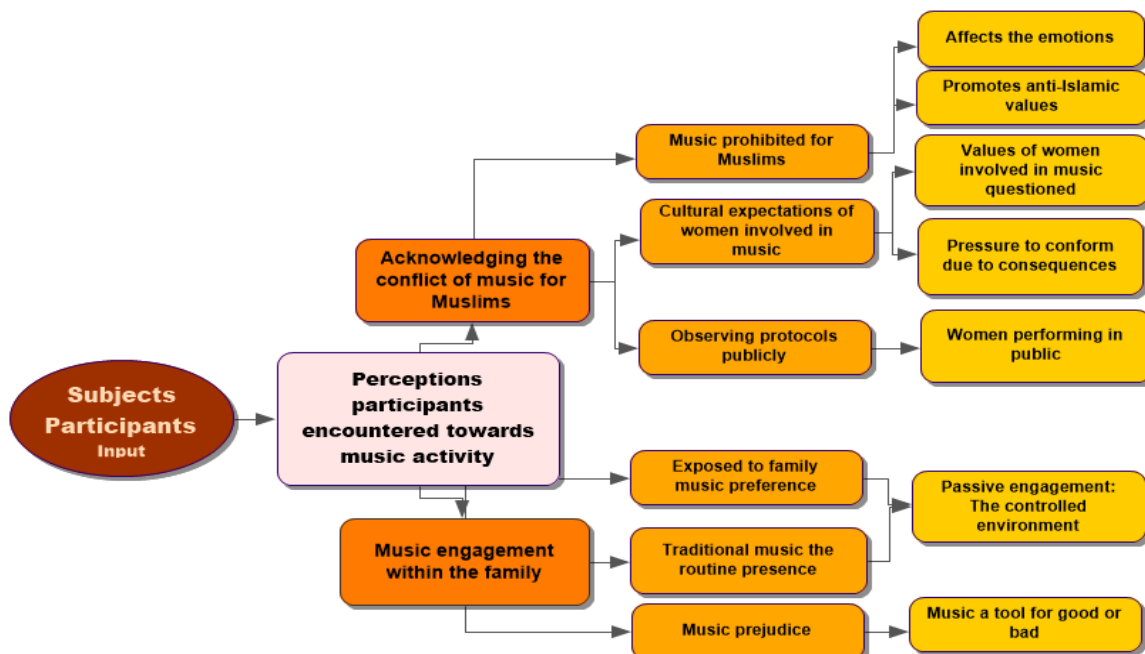 Subjects
Participants
Input
Perceptions
participants
encountered towards
music activity
Acknowledging the
conflict of music for
Muslims
Music prohibited for
Muslims
Affects the emotions
Promotes anti-Islamic
values
Cultural expectations of
women involved in
music
Values of women
involved in music
questioned
Pressure to conform
due to consequences
Observing protocols
publicly
Women performing in
public
Music engagement
within the family
Exposed to family
music preference
Traditional music the
routine presence
Passive engagement:
The controlled
environment
Music prejudice
Music a tool for good or
bad